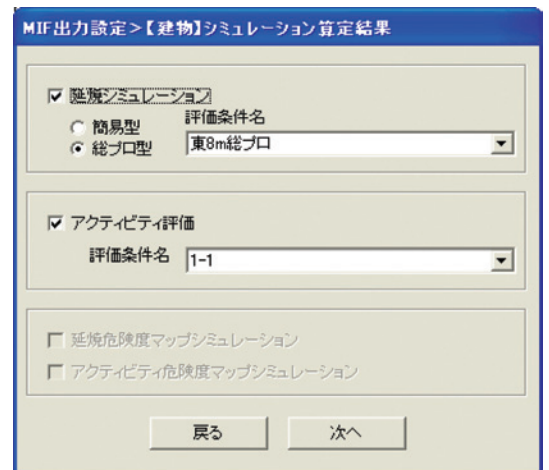 MIF出力設定>【建物】シミュレーション算定結果
延焼シミュレーション
簡易型
評価条件名
総プロ型
東8m総プロ
アクティビティ評価
評価条件名
1-1
延焼危険度マップシミュレーション
アクティビティ危険度マップシミュレーション
戻る
次へ